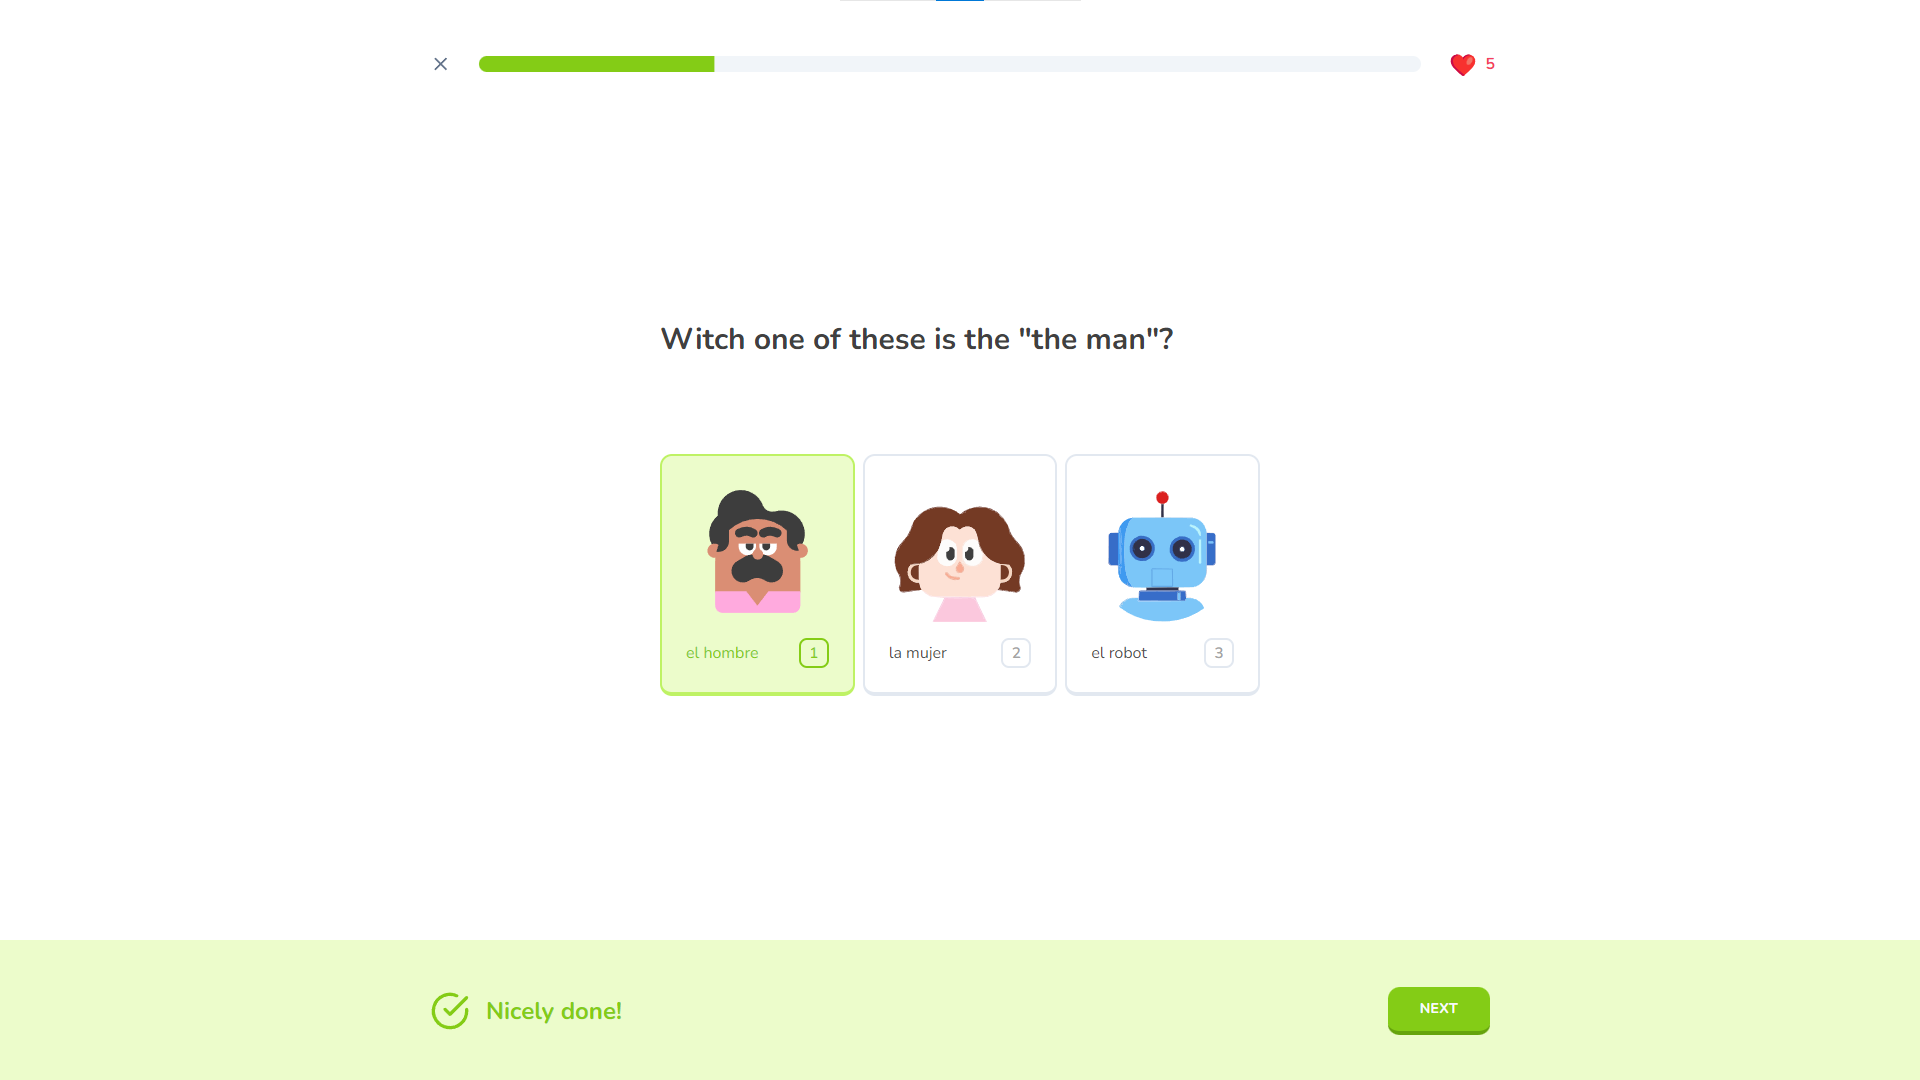 5
Witch one of these is the "the man"?
el hombre 1
la mujer 2
el robot 3
Nicely done!
NEXT